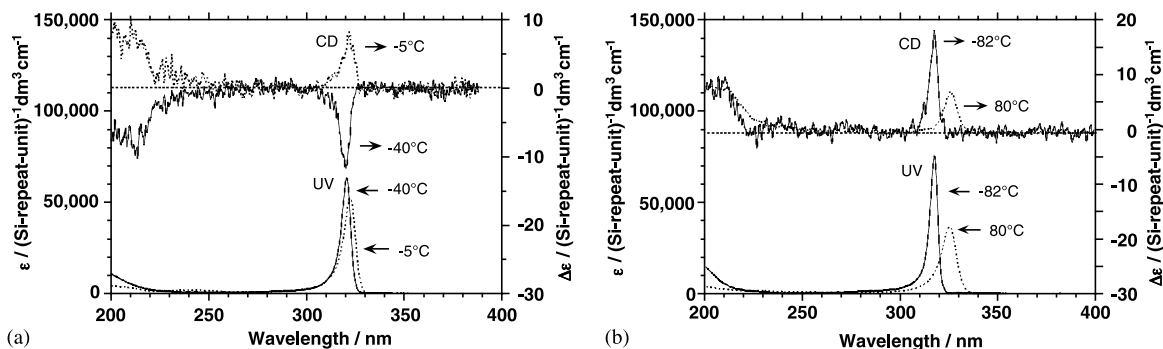 150,000
100,000
50,000
0
200
250
300
350
400
10
0
-10
-20
-30
ε / (Si-repeat-unit)⁻¹dm³cm⁻¹
Δε / (Si-repeat-unit)⁻¹dm³cm⁻¹
Wavelength / nm
CD
-5°C
-40°C
UV
-40°C
-5°C
(a)
150,000
100,000
50,000
0
200
250
300
350
400
20
10
0
-10
-20
-30
ε / (Si-repeat-unit)⁻¹dm³cm⁻¹
Δε / (Si-repeat-unit)⁻¹dm³cm⁻¹
Wavelength / nm
CD
-82°C
80°C
UV
-82°C
80°C
(b)